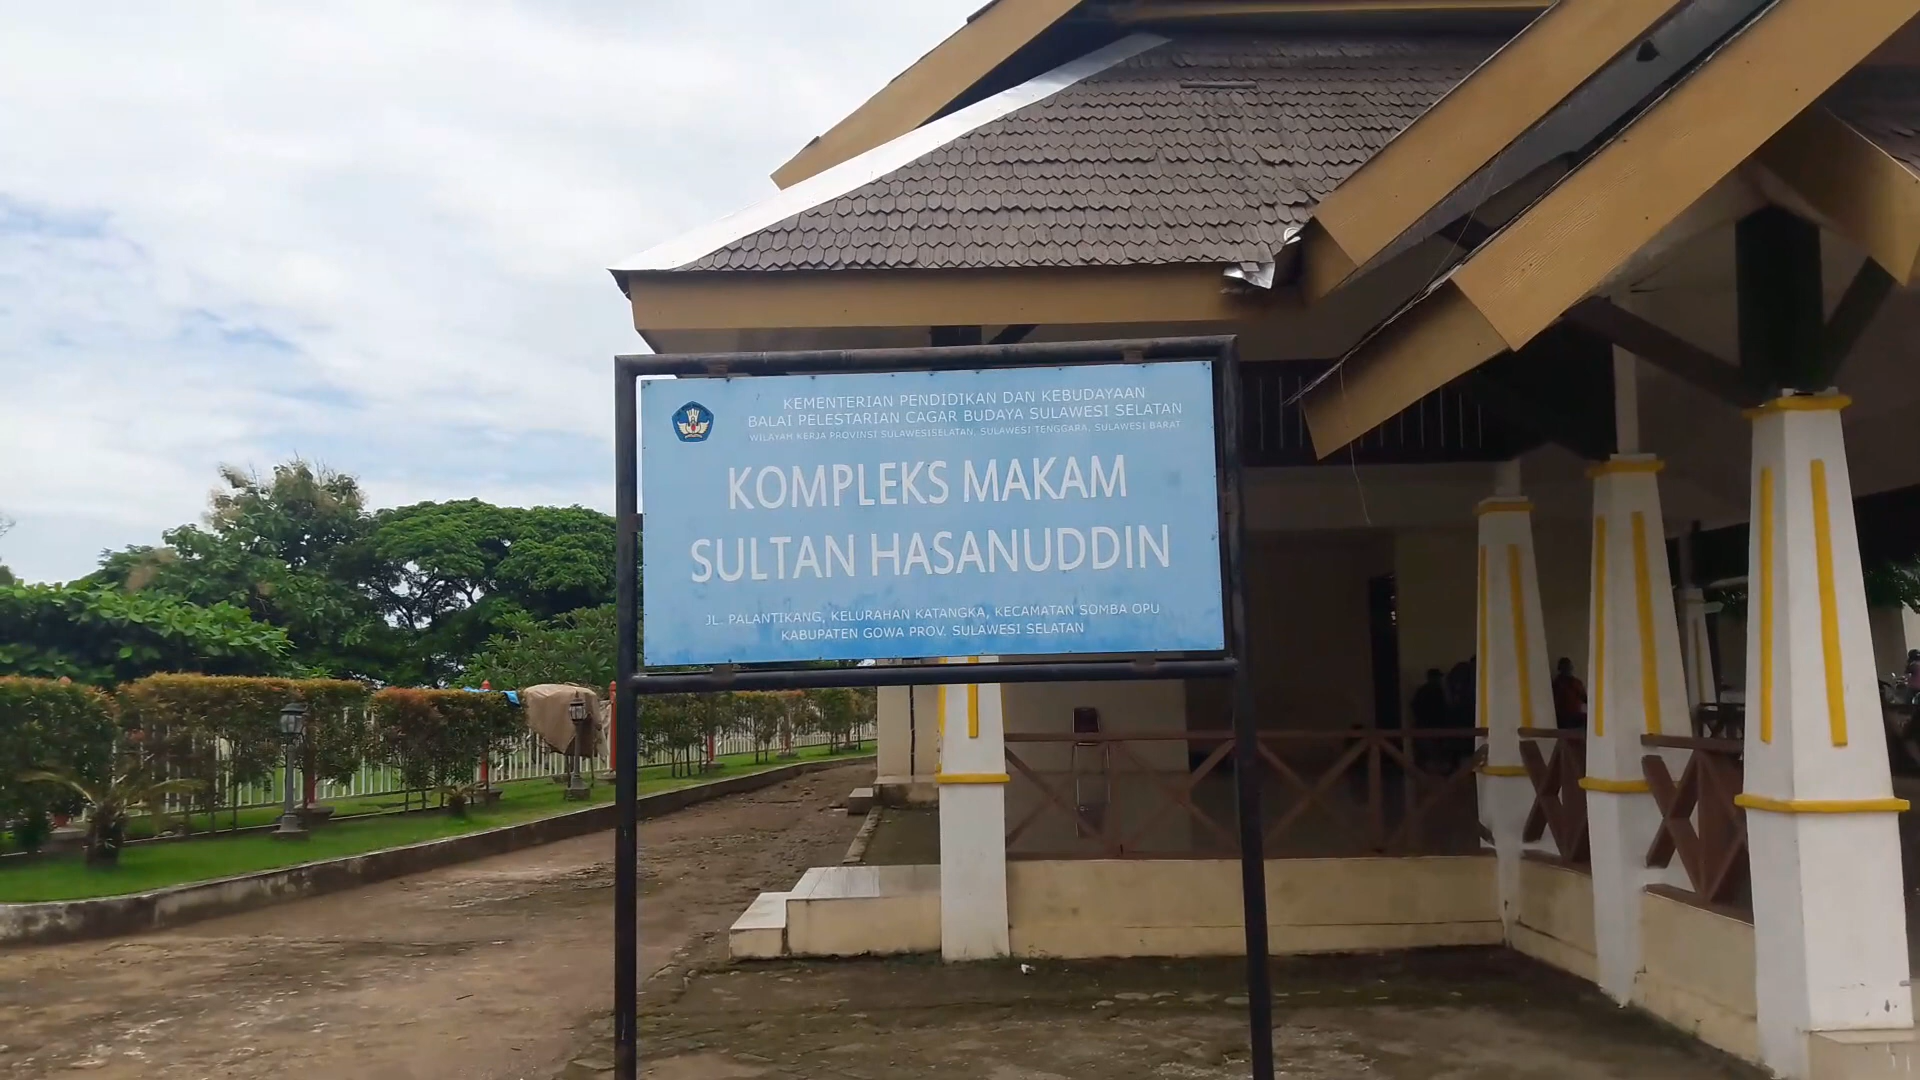 KEMENTERIAN PENDIDIKAN DAN KEBUDAYAAN
BALAI PELESTARIAN CAGAR BUDAYA SULAWESI SELATAN
WILAYAH KERJA PROVINSI SULAWESISELATAN, SULAWESI TENGGARA, SULAWESI BARAT
KOMPLEKS MAKAM
SULTAN HASANUDDIN
JL. PALANTIKANG, KELURAHAN KATANGKA, KECAMATAN SOMBA OPU
KABUPATEN GOWA PROV. SULAWESI SELATAN